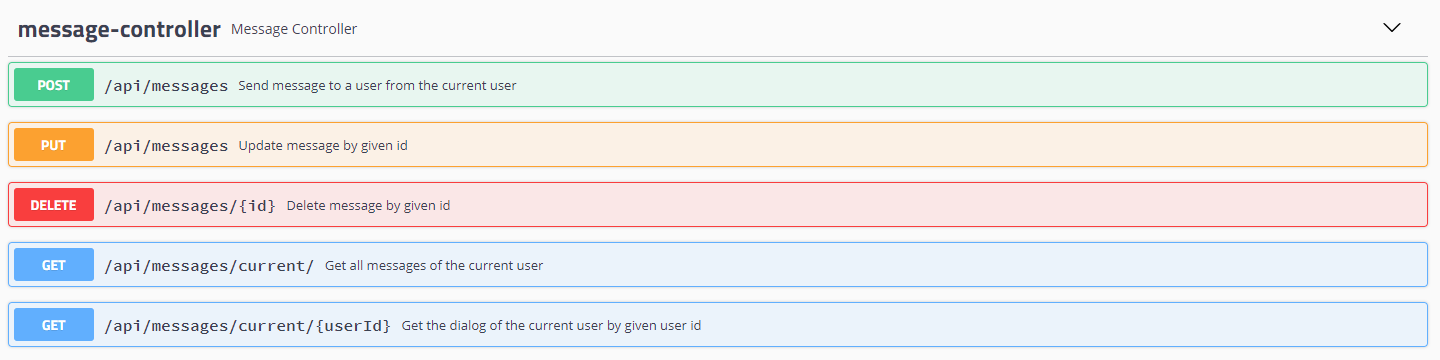 message-controller Message Controller
POST /api/messages Send message to a user from the current user
PUT /api/messages Update message by given id
DELETE /api/messages/{id} Delete message by given id
GET /api/messages/current/ Get all messages of the current user
GET /api/messages/current/{userId} Get the dialog of the current user by given user id